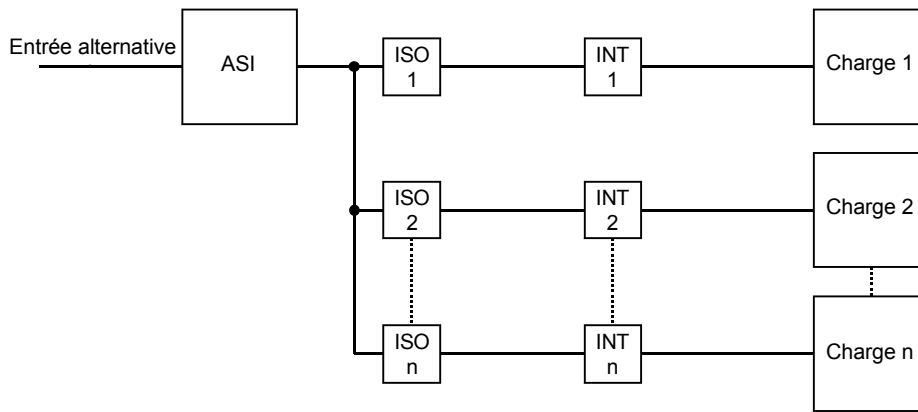 Entrée alternative
ASI
ISO
1
INT
1
Charge 1
ISO
2
INT
2
Charge 2
ISO
n
INT
n
Charge n